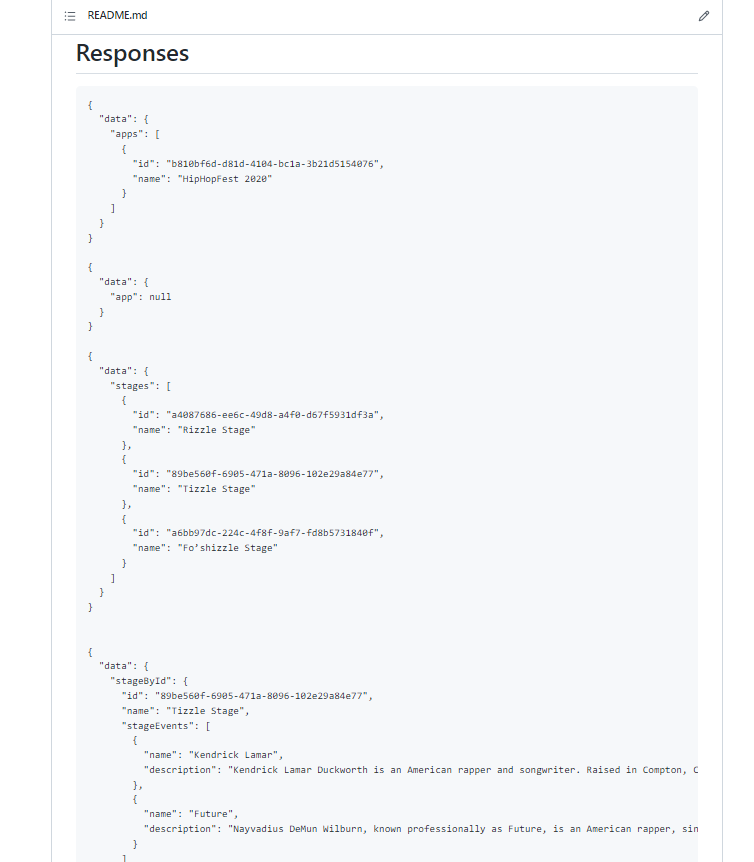 README.md
Responses
{
  "data": {
    "apps": [
      {
        "id": "b810bf6d-d81d-4104-bc1a-3b21d5154076",
        "name": "HipHopFest 2020"
      }
    ]
  }
}
{
  "data": {
    "app": null
  }
}
{
  "data": {
    "stages": [
      {
        "id": "a4087686-ee6c-49d8-a4f0-d67f5931df3a",
        "name": "Rizzle Stage"
      },
      {
        "id": "89be560f-6905-471a-8096-102e29a84e77",
        "name": "Tizzle Stage"
      },
      {
        "id": "a6bb97dc-224c-4f8f-9af7-fd8b5731840f",
        "name": "Fo’shizzle Stage"
      }
    ]
  }
}
{
  "data": {
    "stageById": {
      "id": "89be560f-6905-471a-8096-102e29a84e77",
      "name": "Tizzle Stage",
      "stageEvents": [
        {
          "name": "Kendrick Lamar",
          "description": "Kendrick Lamar Duckworth is an American rapper and songwriter. Raised in Compton, C
        },
        {
          "name": "Future",
          "description": "Nayvadius DeMun Wilburn, known professionally as Future, is an American rapper, sin
        }
      ]